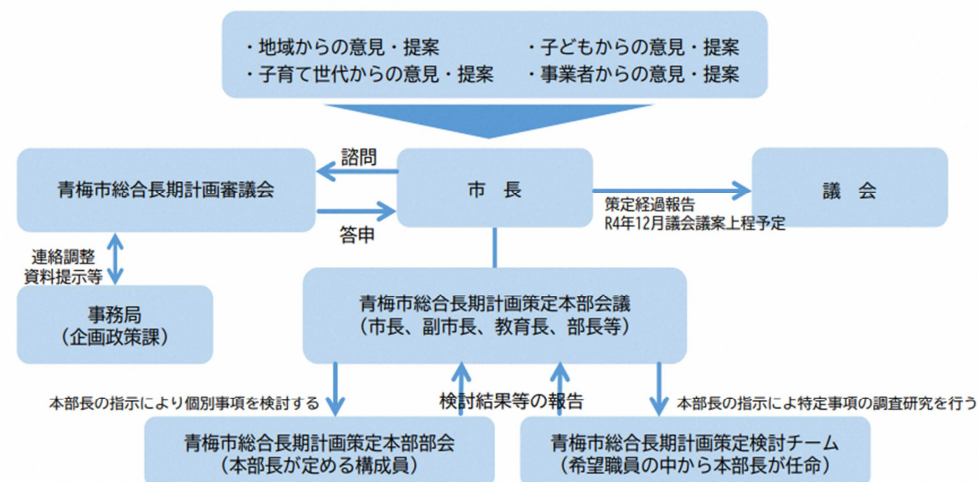 ・地域からの意見・提案
・子どもからの意見・提案
・子育て世代からの意見・提案
・事業者からの意見・提案
諮問
青梅市総合長期計画審議会
市　長
議　会
答申
策定経過報告
R4年12月議会議案上程予定
連絡調整
資料提示等
事務局
（企画政策課）
青梅市総合長期計画策定本部会議
（市長、副市長、教育長、部長等）
本部長の指示により個別事項を検討する
検討結果等の報告
本部長の指示によ特定事項の調査研究を行う
青梅市総合長期計画策定本部部会
（本部長が定める構成員）
青梅市総合長期計画策定検討チーム
（希望職員の中から本部長が任命）